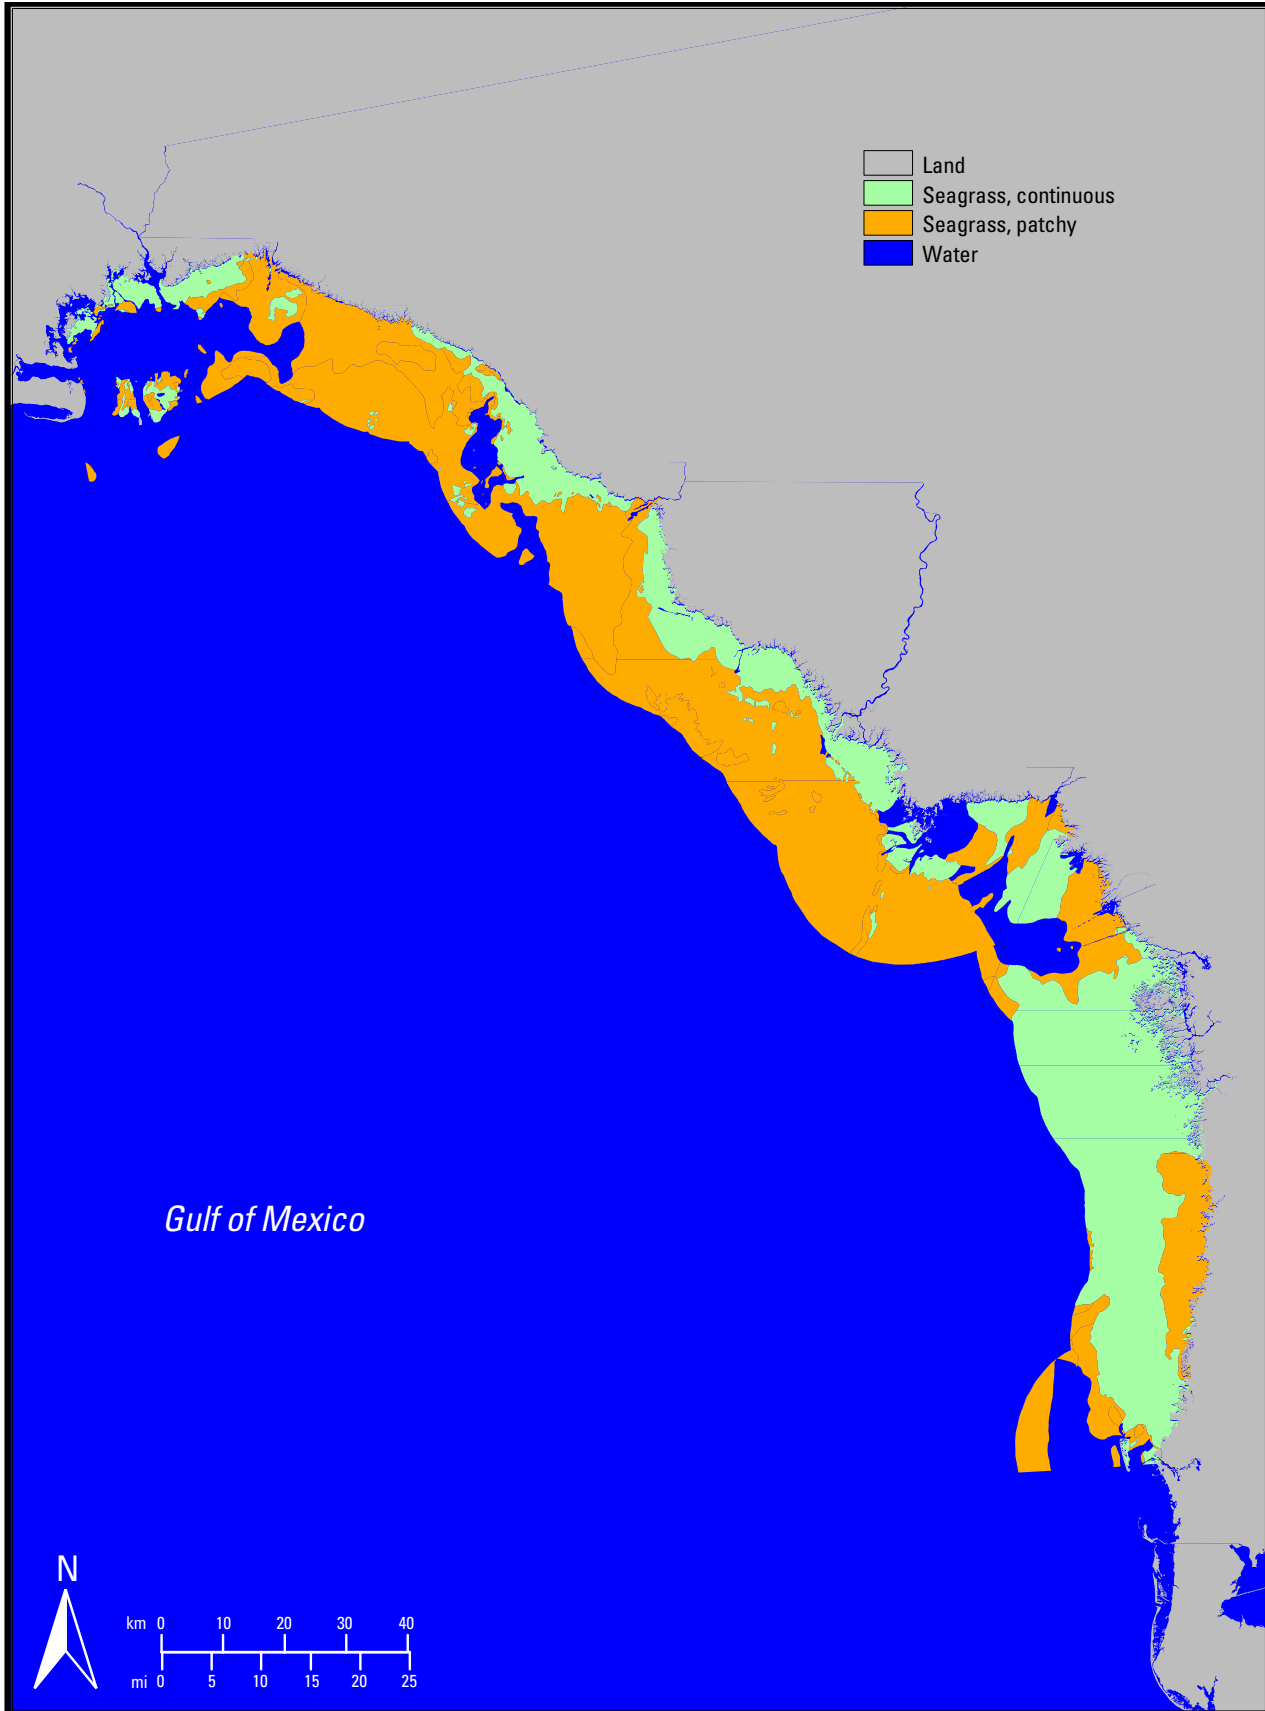 Land
Seagrass, continuous
Seagrass, patchy
Water
Gulf of Mexico
N
km 0 10 20 30 40
mi 0 5 10 15 20 25